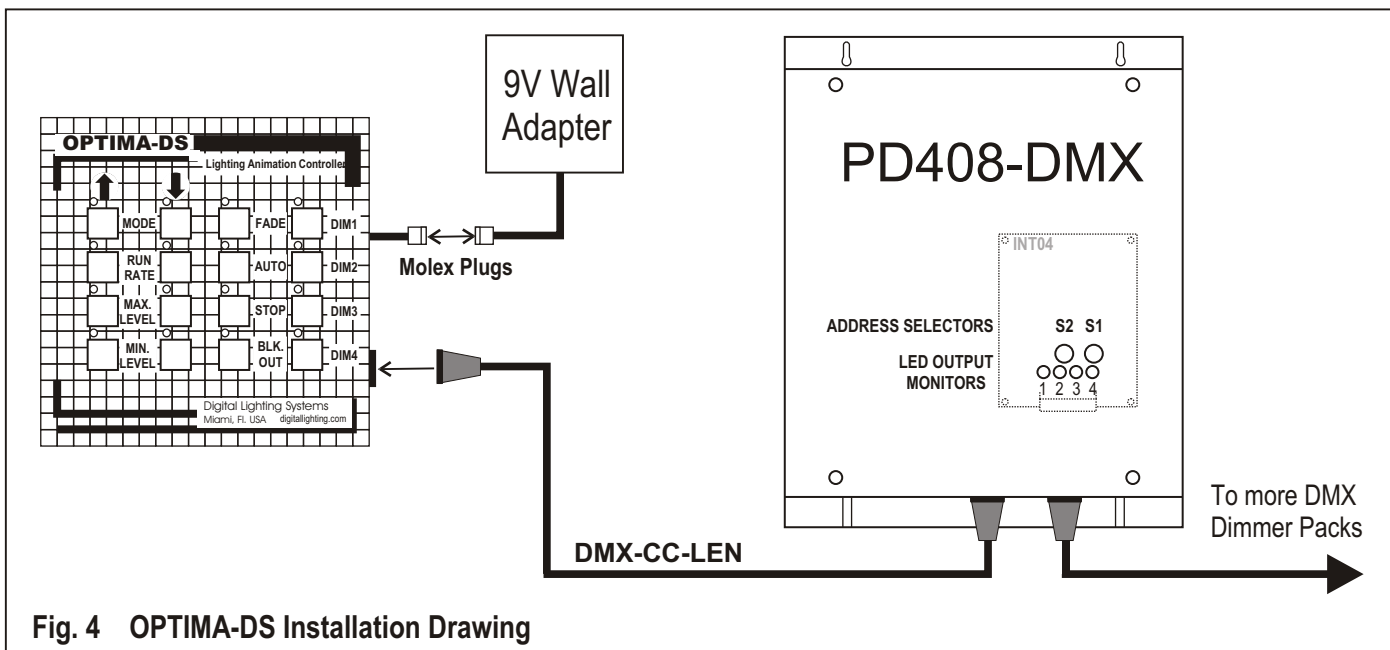 OPTIMA-DS
Lighting Animation Controller
MODE
FADE
DIM1
RUN
RATE
AUTO
DIM2
MAX.
LEVEL
STOP
DIM3
MIN.
LEVEL
BLK.
OUT
DIM4
Digital Lighting Systems
Miami, Fl. USA digitallighting.com
9V Wall
Adapter
Molex Plugs
PD408-DMX
INT04
ADDRESS SELECTORS S2 S1
LED OUTPUT
MONITORS
1 2 3 4
DMX-CC-LEN
To more DMX
Dimmer Packs
Fig. 4 OPTIMA-DS Installation Drawing